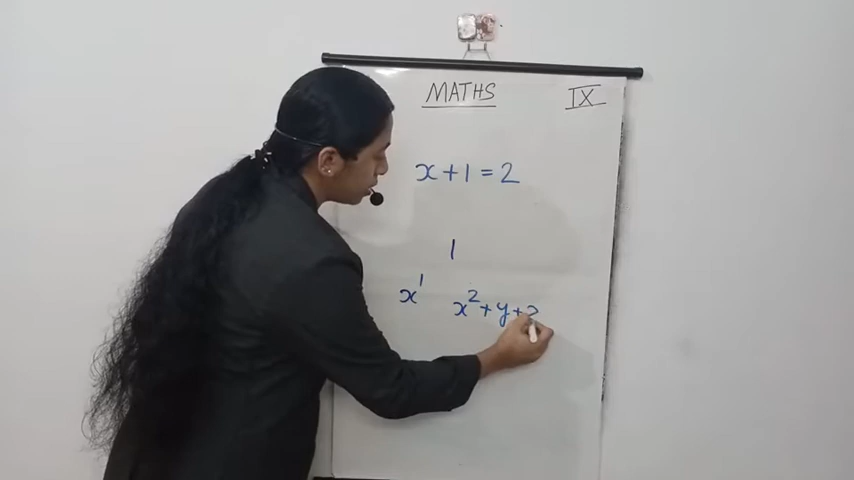 MATHS IX
x + 1 = 2
1
x¹ x² + y +